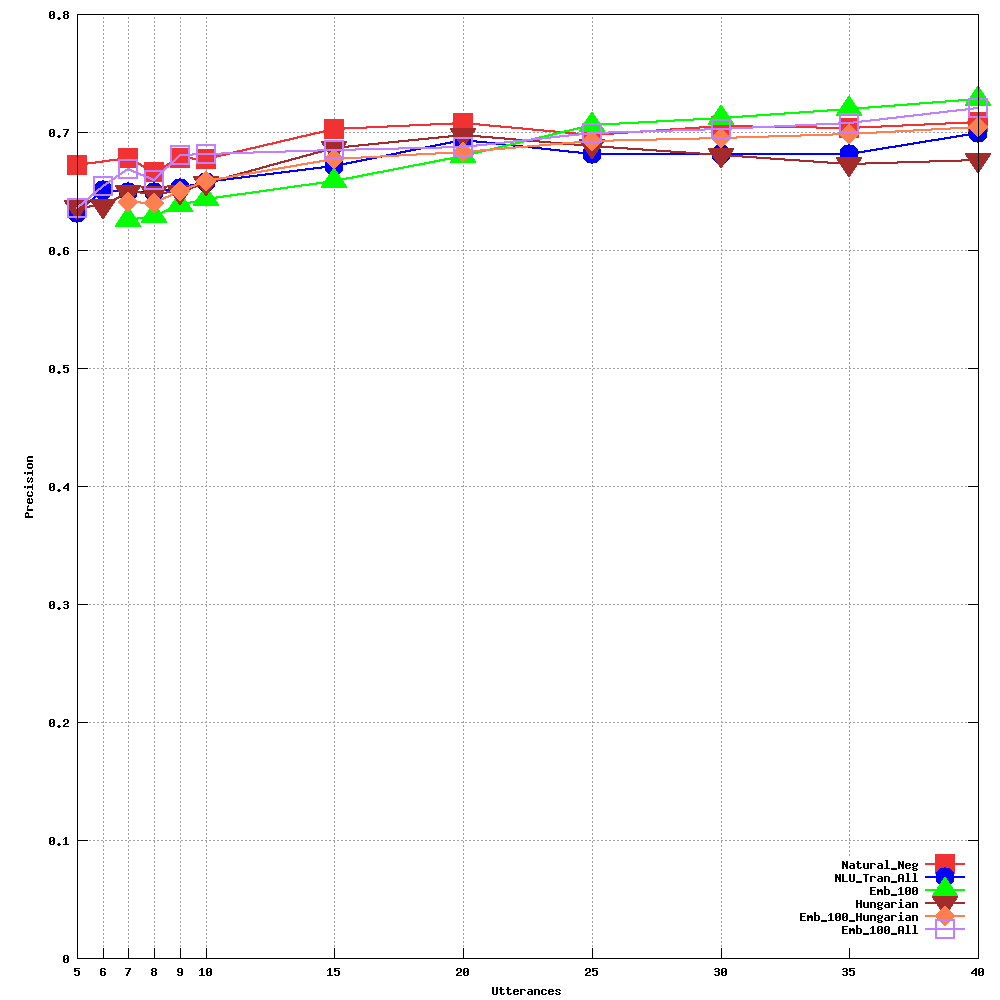 0.8
0.7
0.6
0.5
0.4
0.3
0.2
0.1
0
Precision
Natural_Neg
NLU_Tran_All
Emb_100
Hungarian
Emb_100_Hungarian
Emb_100_All
5 6 7 8 9 10 15 20 25 30 35 40
Utterances